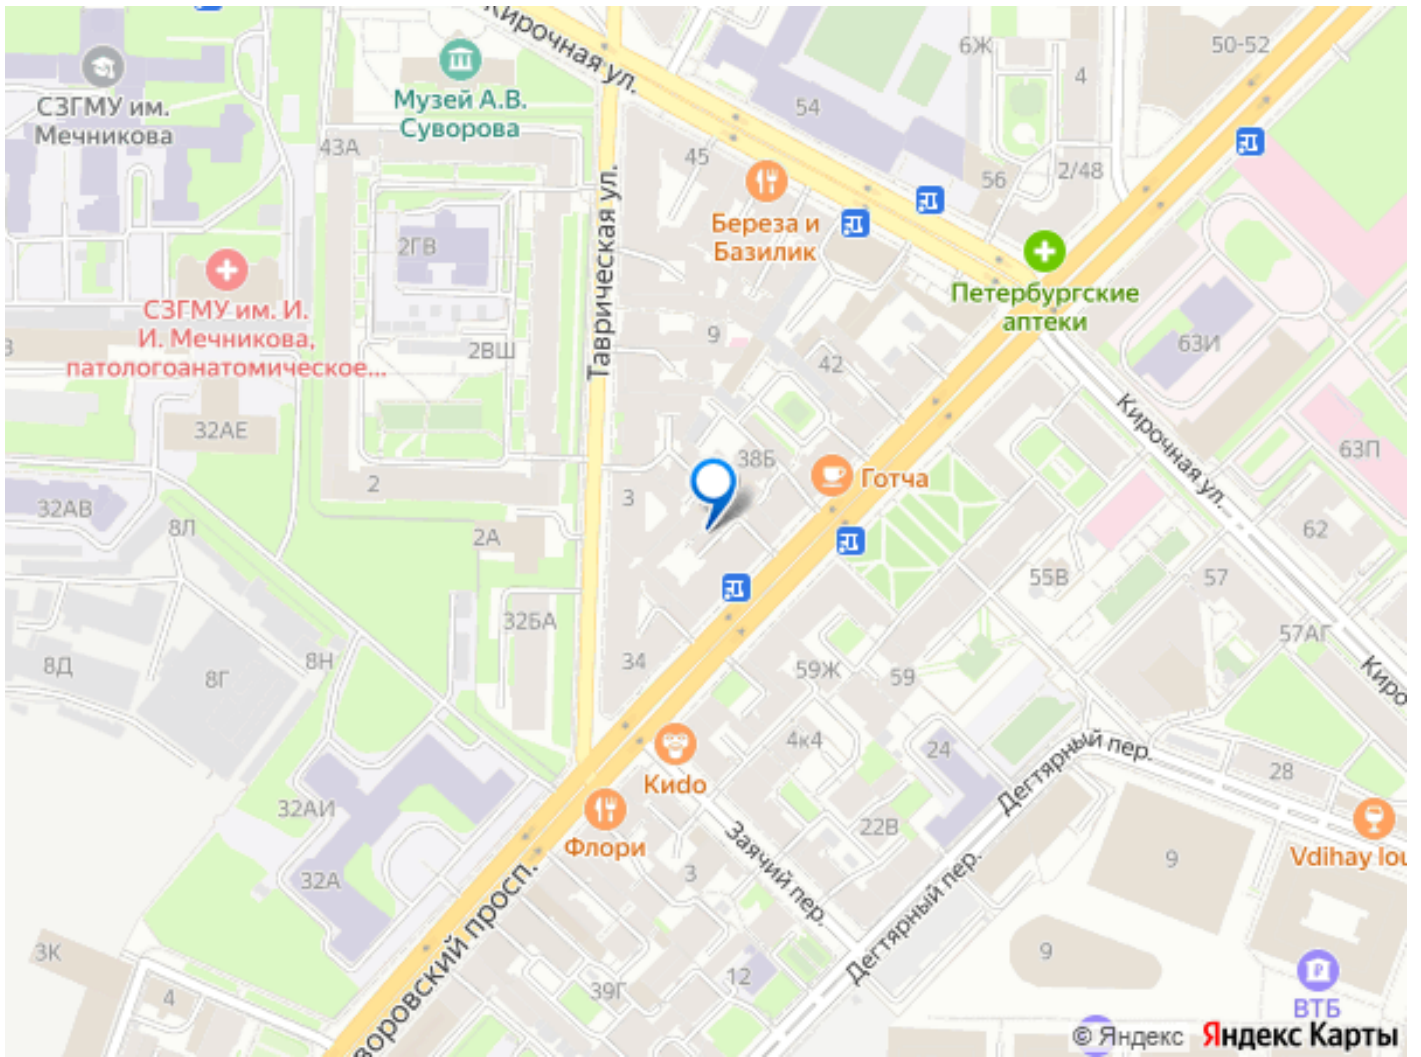 Кирочная ул.
6Ж
50-52
4
СЗГМУ им.
Мечникова
Музей А.В.
Суворова
54
43А
45
56
2/48
Береза и
Базилик
2ГВ
Таврическая ул.
Петербургские
аптеки
СЗГМУ им. И.
И. Мечникова,
патологоанатомическое...
9
2ВШ
42
63И
32АЕ
Кирочная ул.
63П
38Б
Готча
2
3
32АВ
8Л
2А
62
55В
57
32БА
57АГ
8Д
8Г
8Н
34
59Ж
59
Киро
4к4
24
Дегтярный пер.
28
Кидо
32АИ
Флори
Заячий пер.
22В
9
Vdihay lou
32А
3
Дегтярный пер.
воровский просп.
3К
9
12
39Г
4
ВТБ
© Яндекс Яндекс Карты